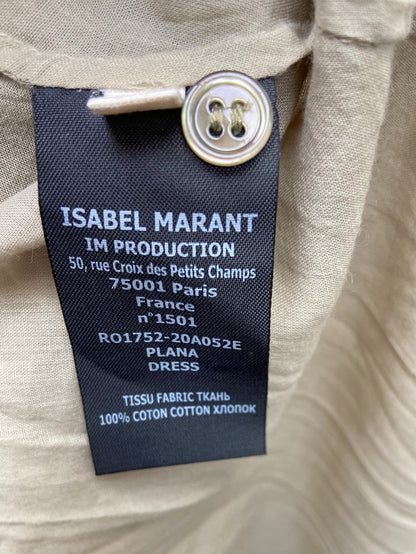 ISABEL MARANT
IM PRODUCTION
50, rue Croix des Petits Champs
75001 Paris
France
n°1501
RO1752-20A052E
PLANA
DRESS
TISSU FABRIC ТКАНЬ
100% COTON COTTON ХЛОПОК